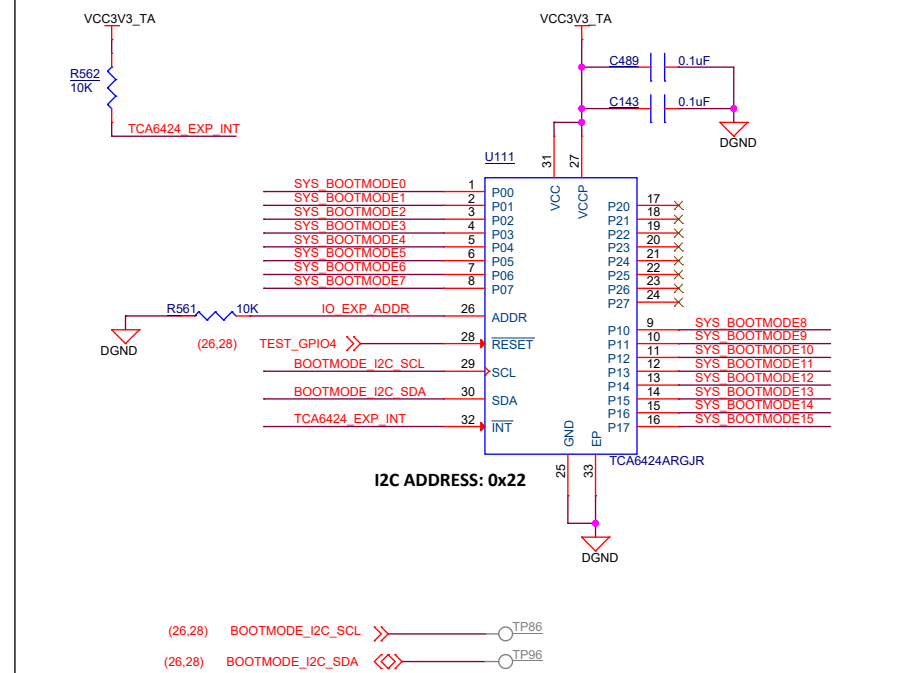 VCC3V3_TA
R562
10K
TCA6424_EXP_INT
VCC3V3_TA
C489 0.1uF
C143 0.1uF
DGND
U111
31 27
VCC VCCP
SYS_BOOTMODE0 1 P00
SYS_BOOTMODE1 2 P01
SYS_BOOTMODE2 3 P02
SYS_BOOTMODE3 4 P03
SYS_BOOTMODE4 5 P04
SYS_BOOTMODE5 6 P05
SYS_BOOTMODE6 7 P06
SYS_BOOTMODE7 8 P07
P20 17
P21 18
P22 19
P23 20
P24 21
P25 22
P26 23
P27 24
R561 10K IO_EXP_ADDR 26 ADDR
DGND
(26,28) TEST_GPIO4 28 RESET
BOOTMODE_I2C_SCL 29 SCL
BOOTMODE_I2C_SDA 30 SDA
TCA6424_EXP_INT 32 INT
P10 9 SYS_BOOTMODE8
P11 10 SYS_BOOTMODE9
P12 11 SYS_BOOTMODE10
P13 12 SYS_BOOTMODE11
P14 13 SYS_BOOTMODE12
P15 14 SYS_BOOTMODE13
P16 15 SYS_BOOTMODE14
P17 16 SYS_BOOTMODE15
GND EP
25 33
TCA6424ARGJR
I2C ADDRESS: 0x22
DGND
(26,28) BOOTMODE_I2C_SCL TP86
(26,28) BOOTMODE_I2C_SDA TP96